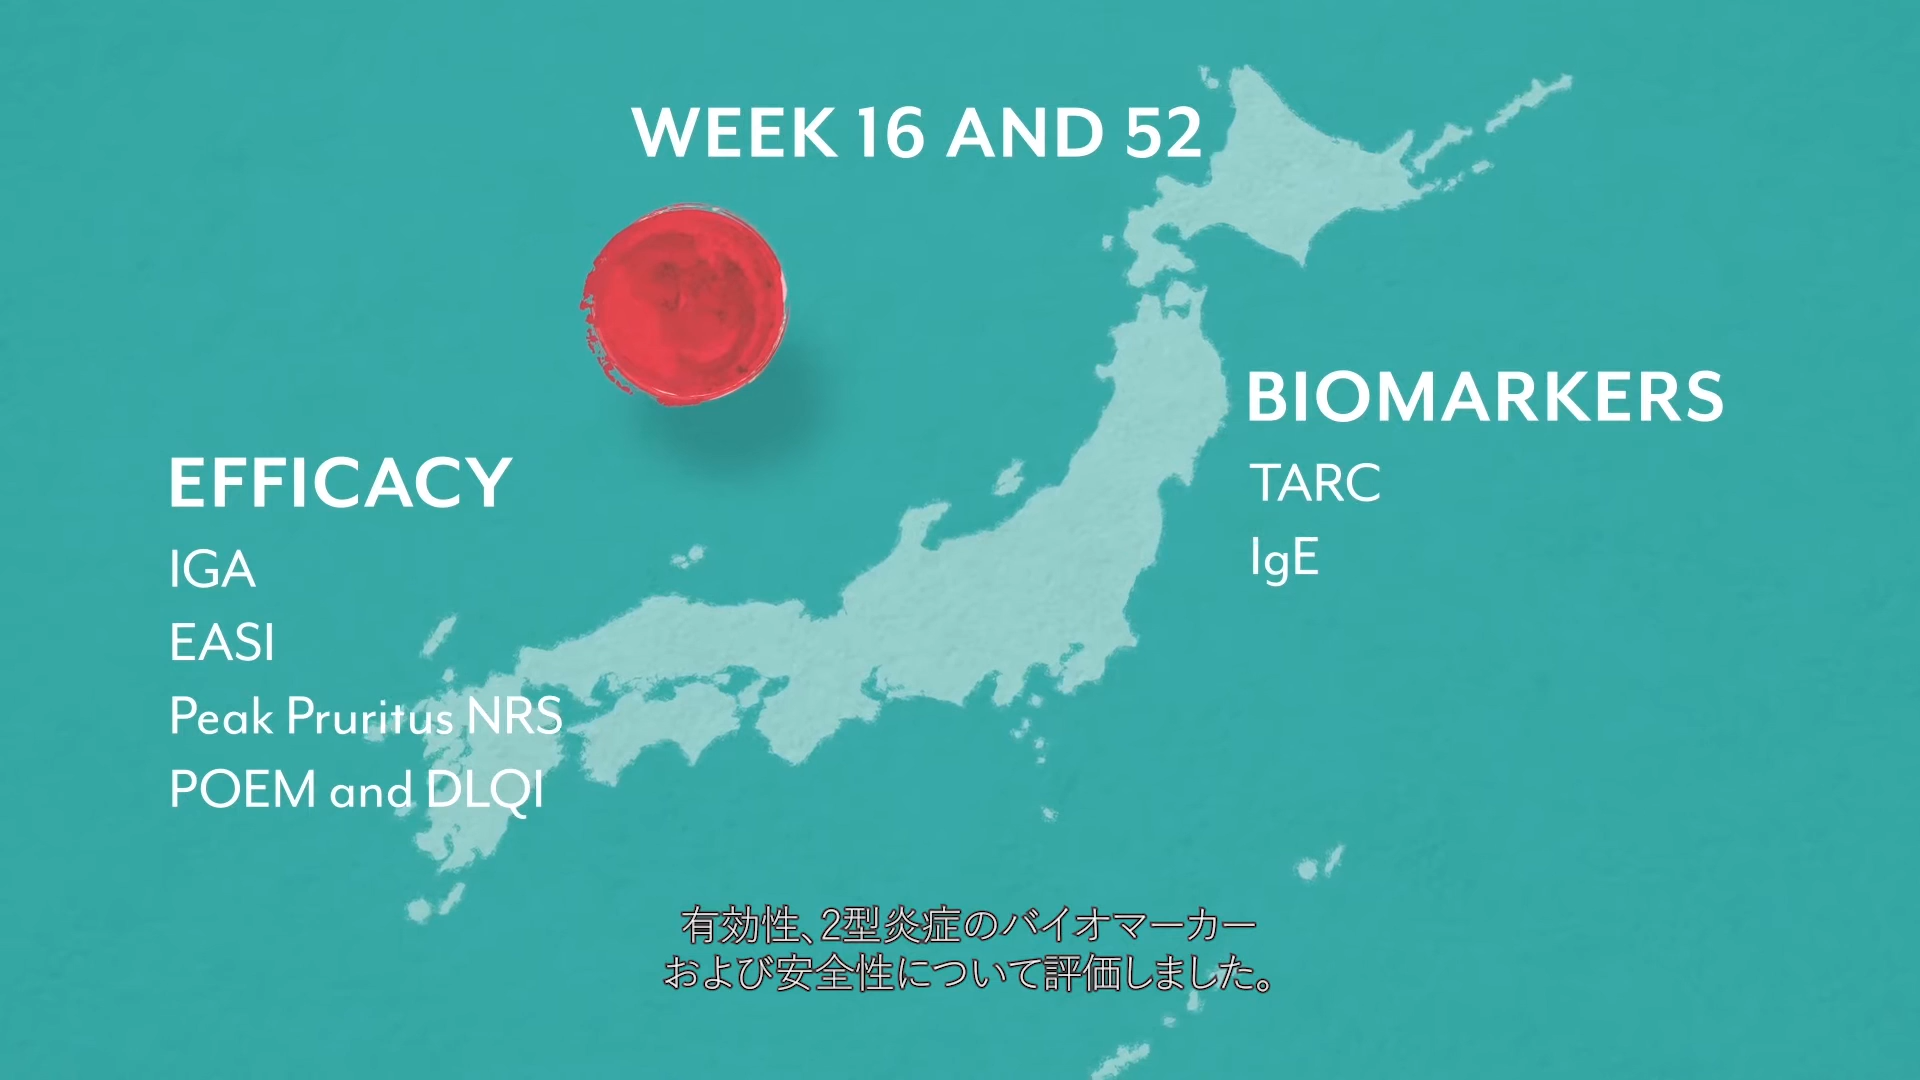 WEEK 16 AND 52
EFFICACY
IGA
EASI
Peak Pruritus NRS
POEM and DLQI
BIOMARKERS
TARC
IgE
有効性、2型炎症のバイオマーカー
および安全性について評価しました。